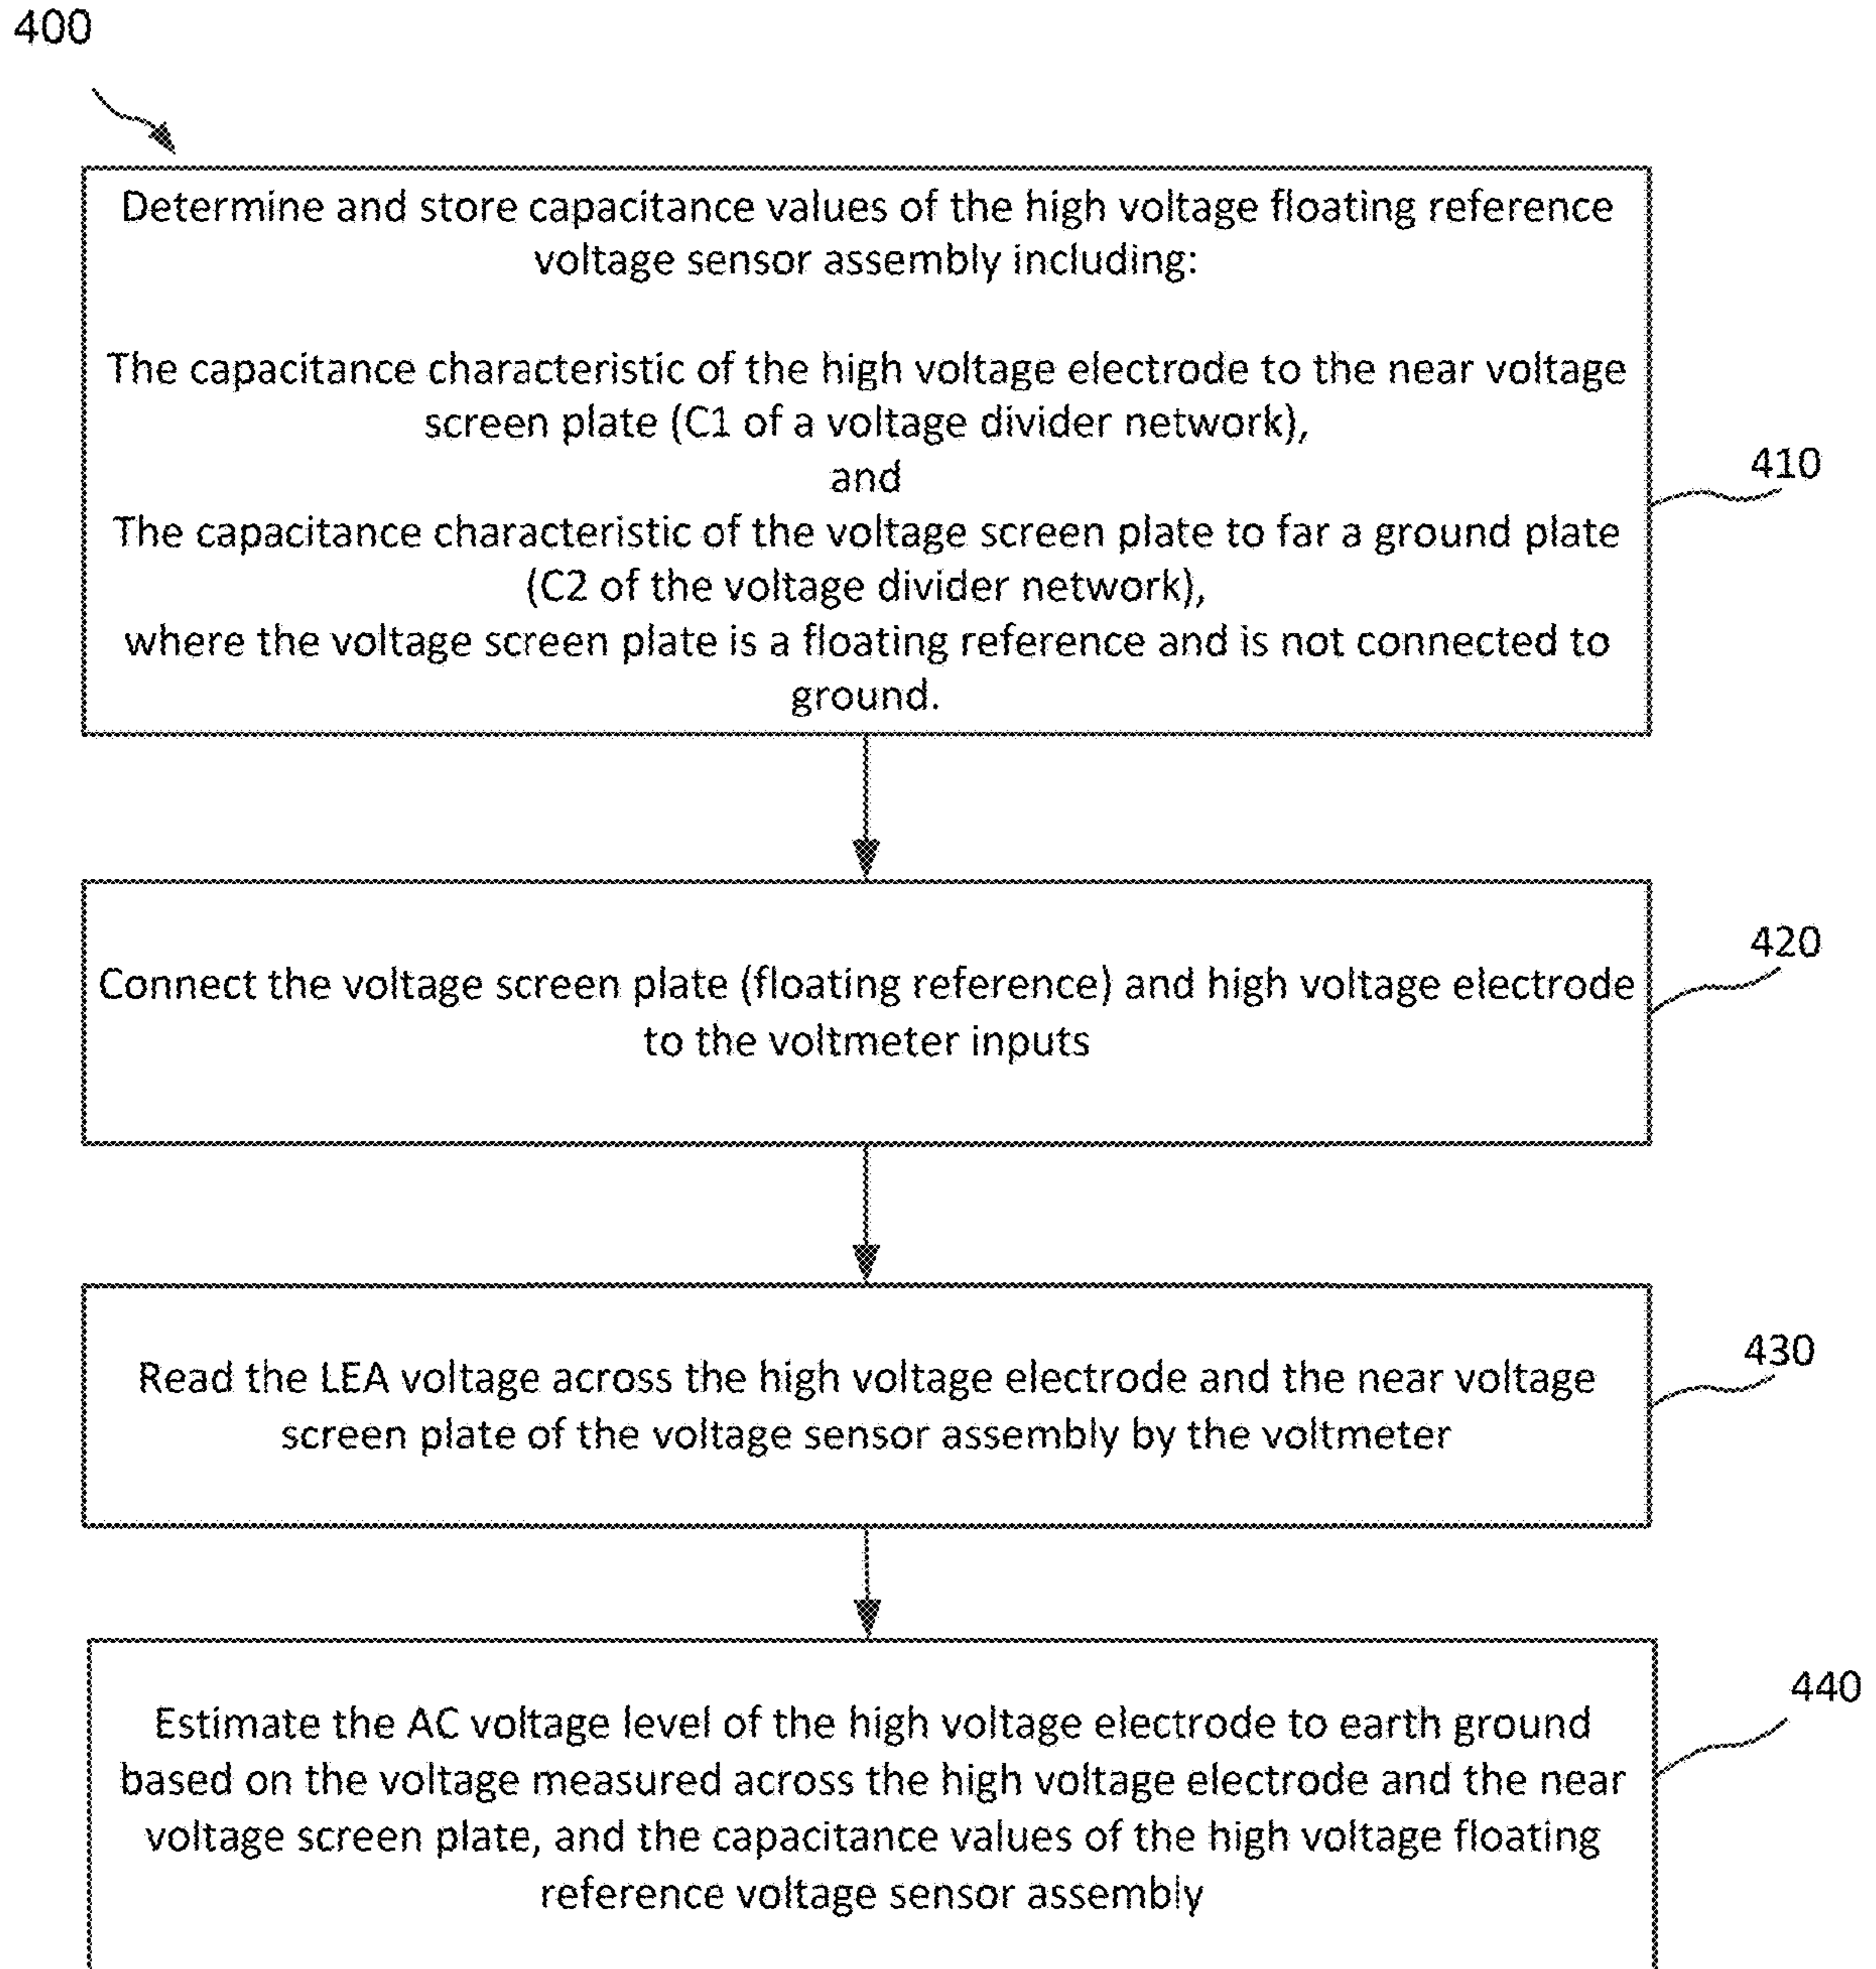 400
Determine and store capacitance values of the high voltage floating reference
voltage sensor assembly including:
The capacitance characteristic of the high voltage electrode to the near voltage
screen plate (C1 of a voltage divider network),
and
The capacitance characteristic of the voltage screen plate to far a ground plate
(C2 of the voltage divider network),
where the voltage screen plate is a floating reference and is not connected to
ground.
410
Connect the voltage screen plate (floating reference) and high voltage electrode
to the voltmeter inputs
420
Read the LEA voltage across the high voltage electrode and the near voltage
screen plate of the voltage sensor assembly by the voltmeter
430
Estimate the AC voltage level of the high voltage electrode to earth ground
based on the voltage measured across the high voltage electrode and the near
voltage screen plate, and the capacitance values of the high voltage floating
reference voltage sensor assembly
440